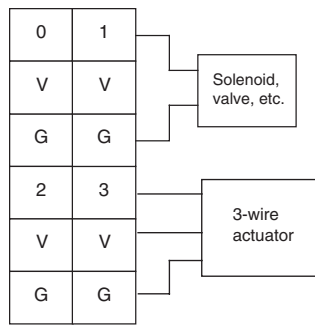 0 1
V V
G G
2 3
V V
G G
Solenoid,
valve, etc.
3-wire
actuator